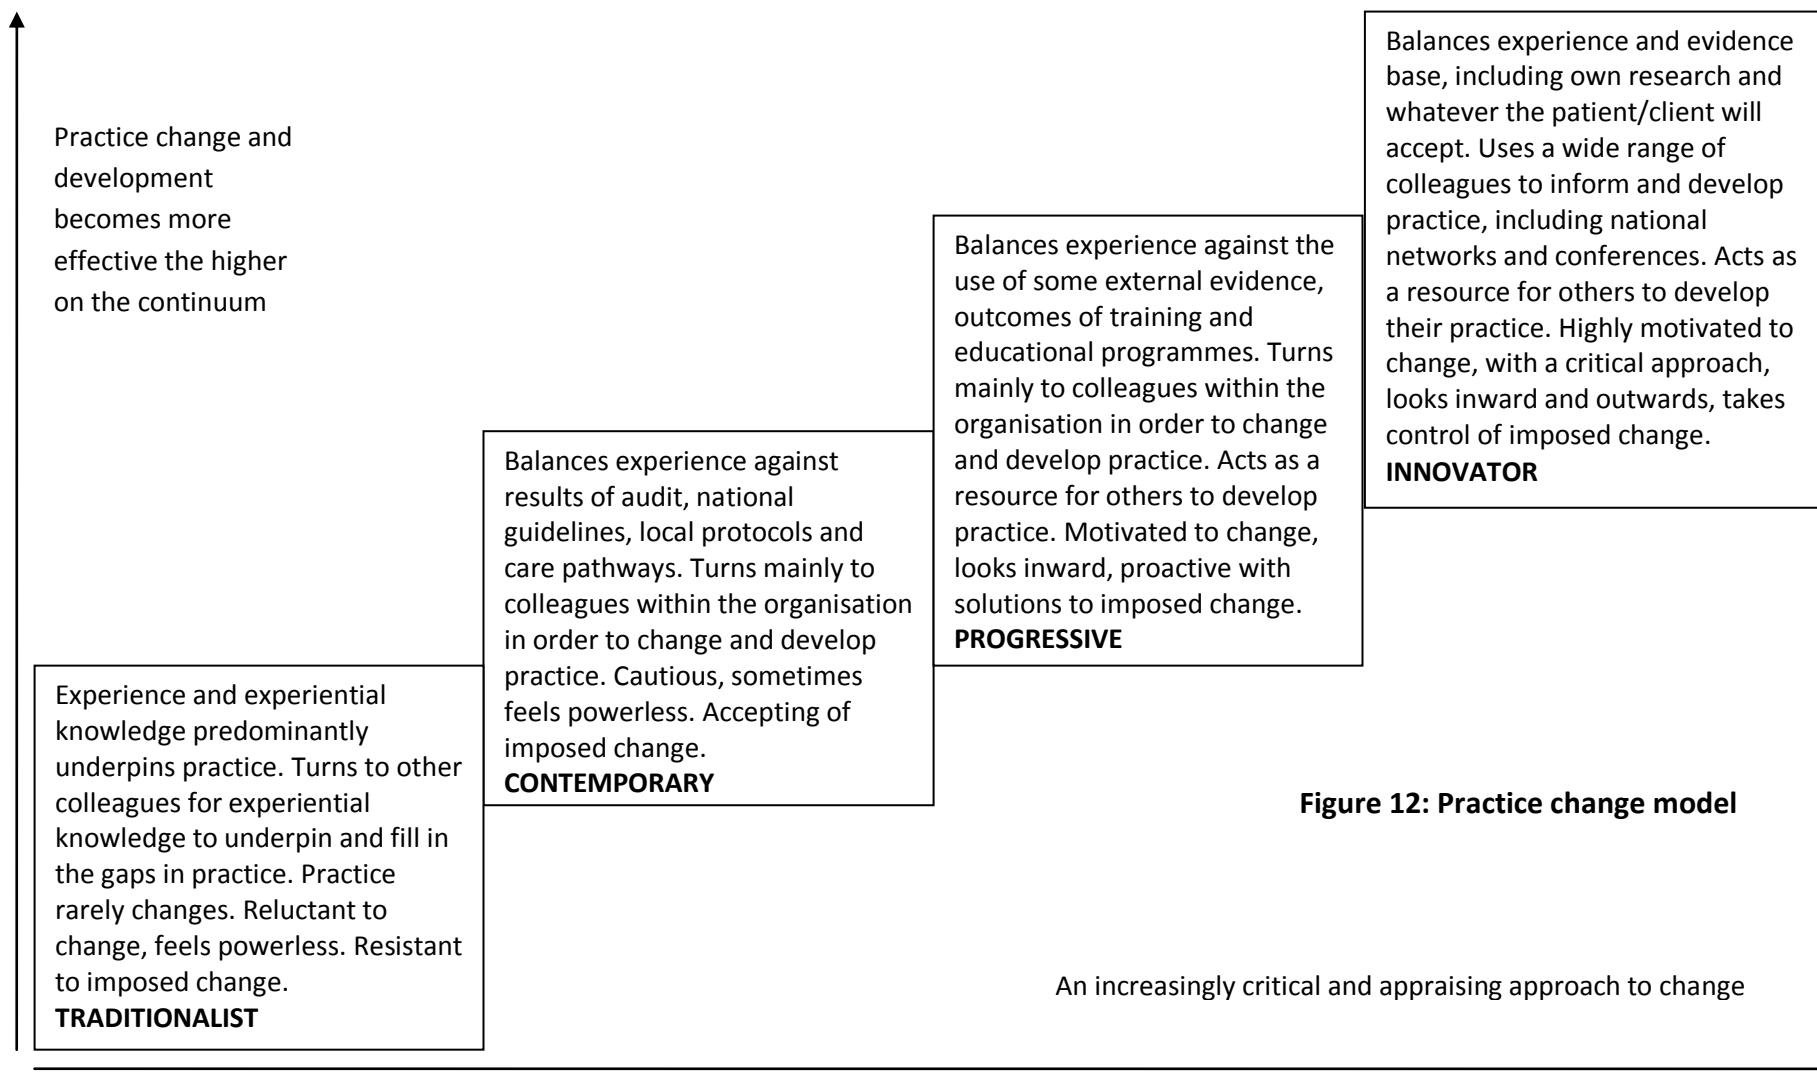 Practice change and
development
becomes more
effective the higher
on the continuum
Experience and experiential
knowledge predominantly
underpins practice. Turns to other
colleagues for experiential
knowledge to underpin and fill in
the gaps in practice. Practice
rarely changes. Reluctant to
change, feels powerless. Resistant
to imposed change.
TRADITIONALIST
Balances experience against
results of audit, national
guidelines, local protocols and
care pathways. Turns mainly to
colleagues within the organisation
in order to change and develop
practice. Cautious, sometimes
feels powerless. Accepting of
imposed change.
CONTEMPORARY
Balances experience against the
use of some external evidence,
outcomes of training and
educational programmes. Turns
mainly to colleagues within the
organisation in order to change
and develop practice. Acts as a
resource for others to develop
practice. Motivated to change,
looks inward, proactive with
solutions to imposed change.
PROGRESSIVE
Balances experience and evidence
base, including own research and
whatever the patient/client will
accept. Uses a wide range of
colleagues to inform and develop
practice, including national
networks and conferences. Acts as
a resource for others to develop
their practice. Highly motivated to
change, with a critical approach,
looks inward and outwards, takes
control of imposed change.
INNOVATOR
Figure 12: Practice change model
An increasingly critical and appraising approach to change